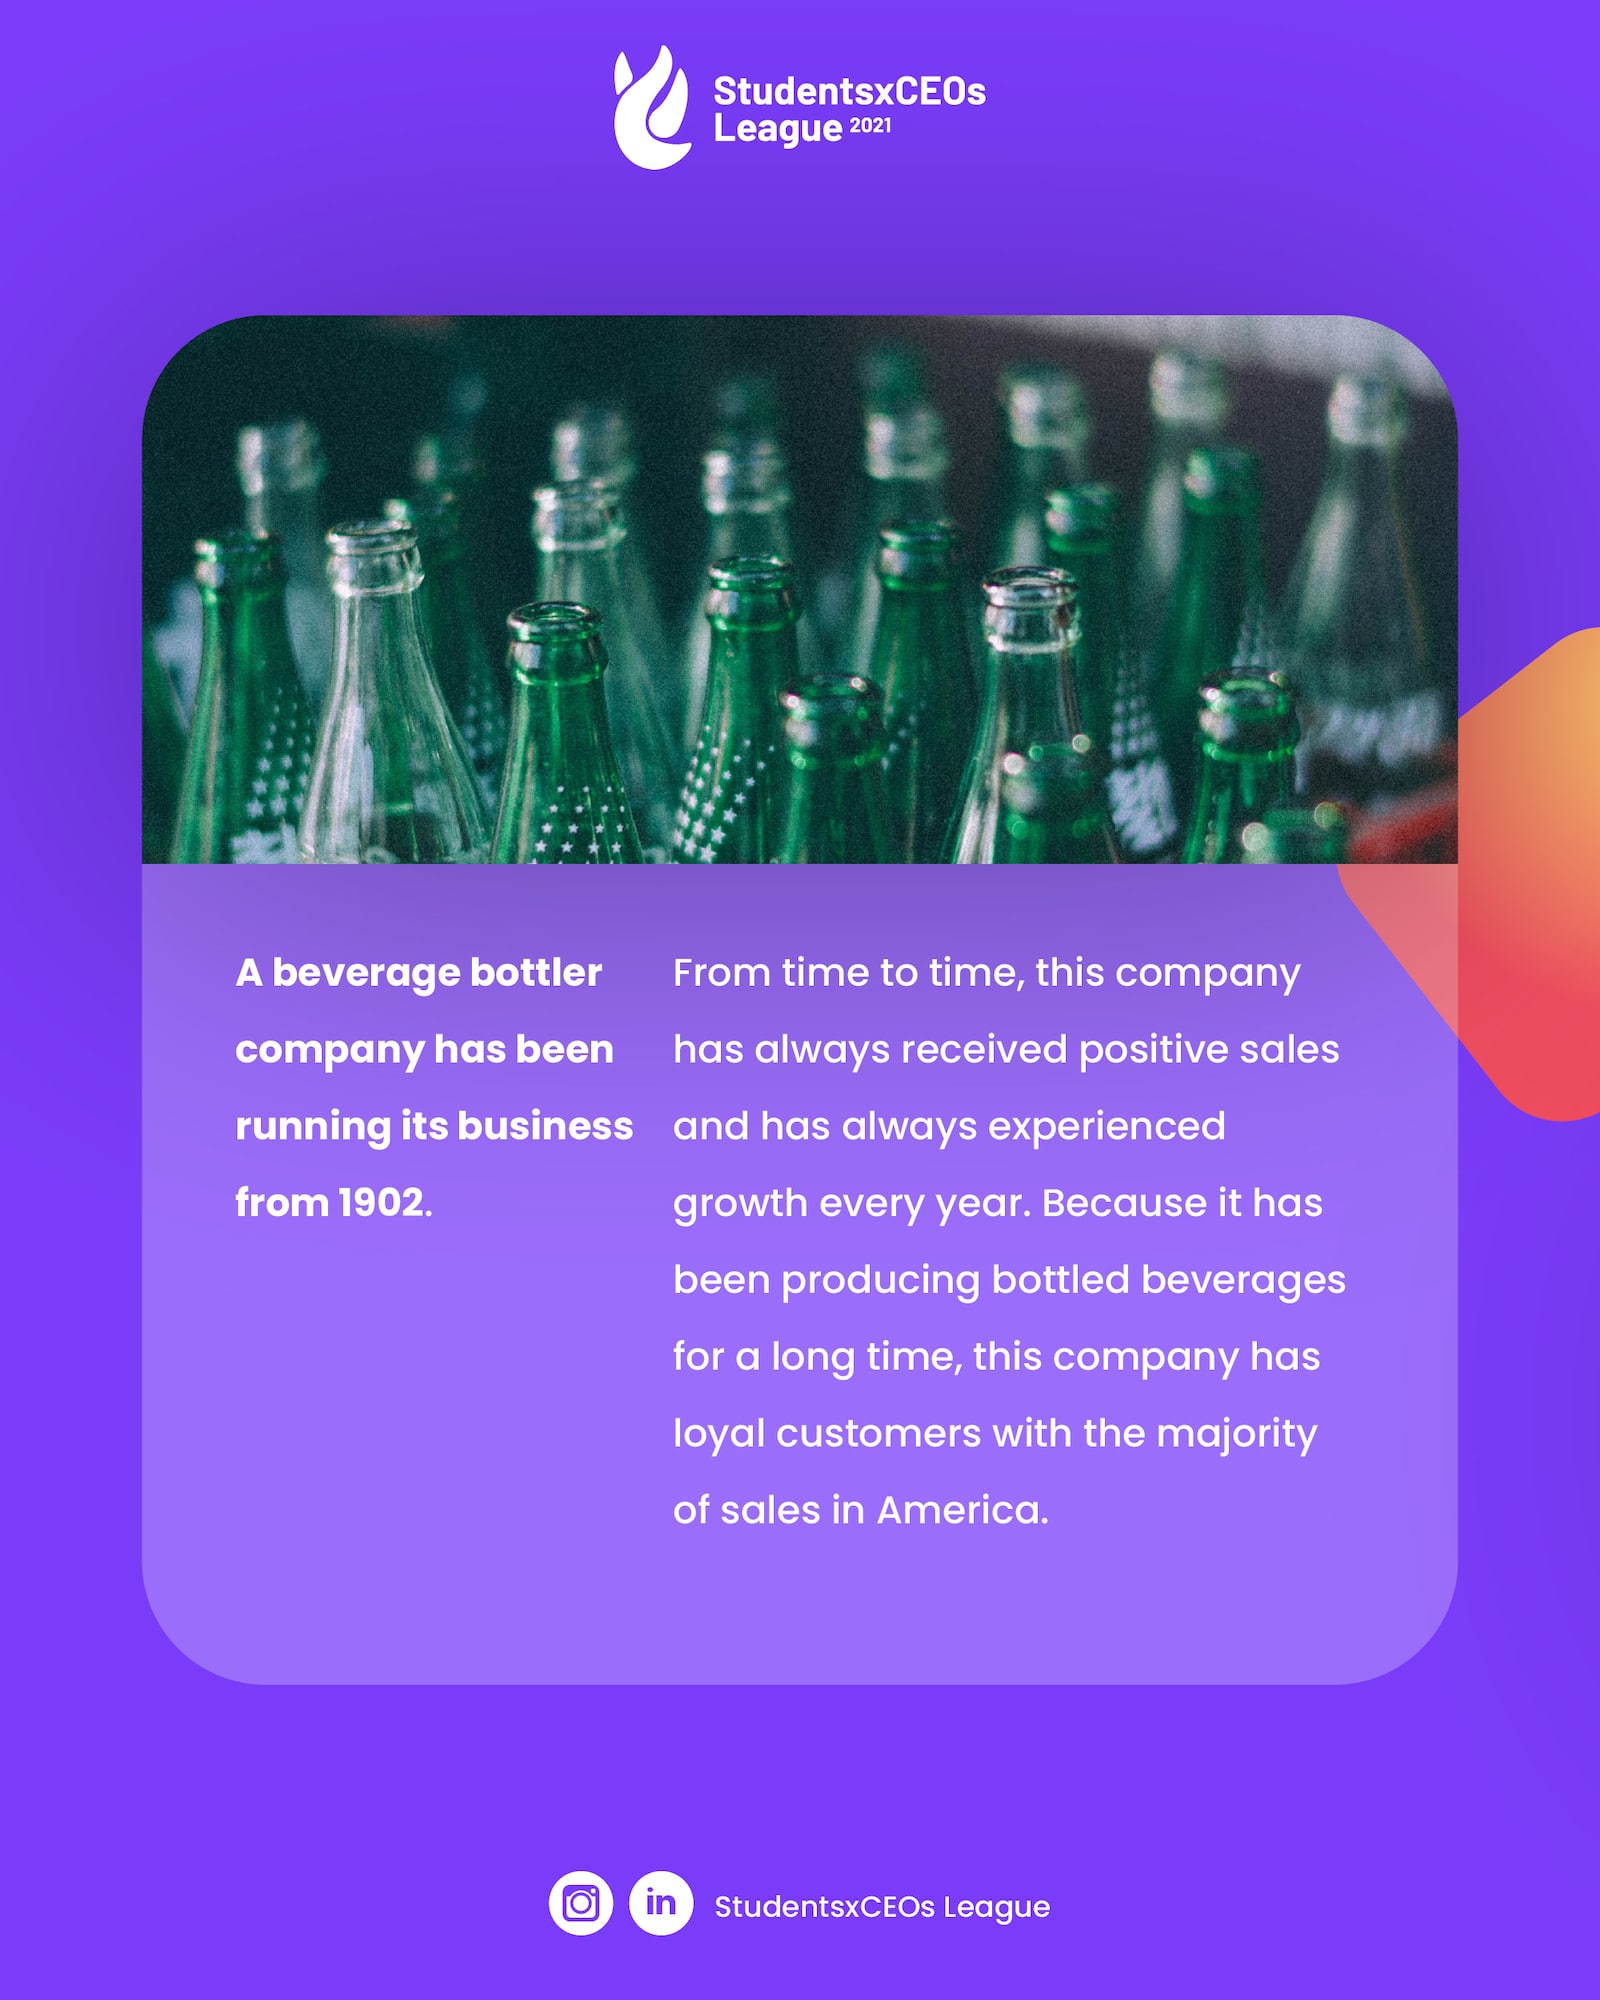 StudentsxCEOs
League 2021
A beverage bottler
company has been
running its business
from 1902.
From time to time, this company
has always received positive sales
and has always experienced
growth every year. Because it has
been producing bottled beverages
for a long time, this company has
loyal customers with the majority
of sales in America.
in
StudentsxCEOs League